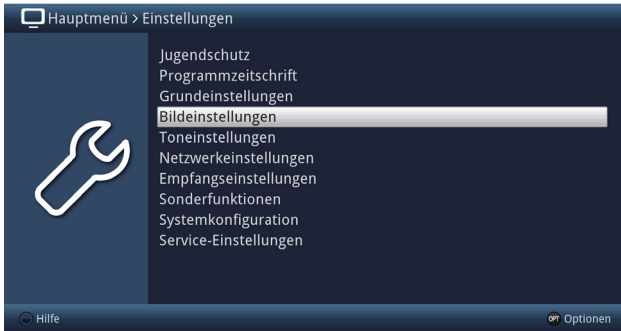 Hauptmenü > Einstellungen
Jugendschutz
Programmzeitschrift
Grundeinstellungen
Bildeinstellungen
Toneinstellungen
Netzwerkeinstellungen
Empfangseinstellungen
Sonderfunktionen
Systemkonfiguration
Service-Einstellungen
Hilfe
OPT Optionen